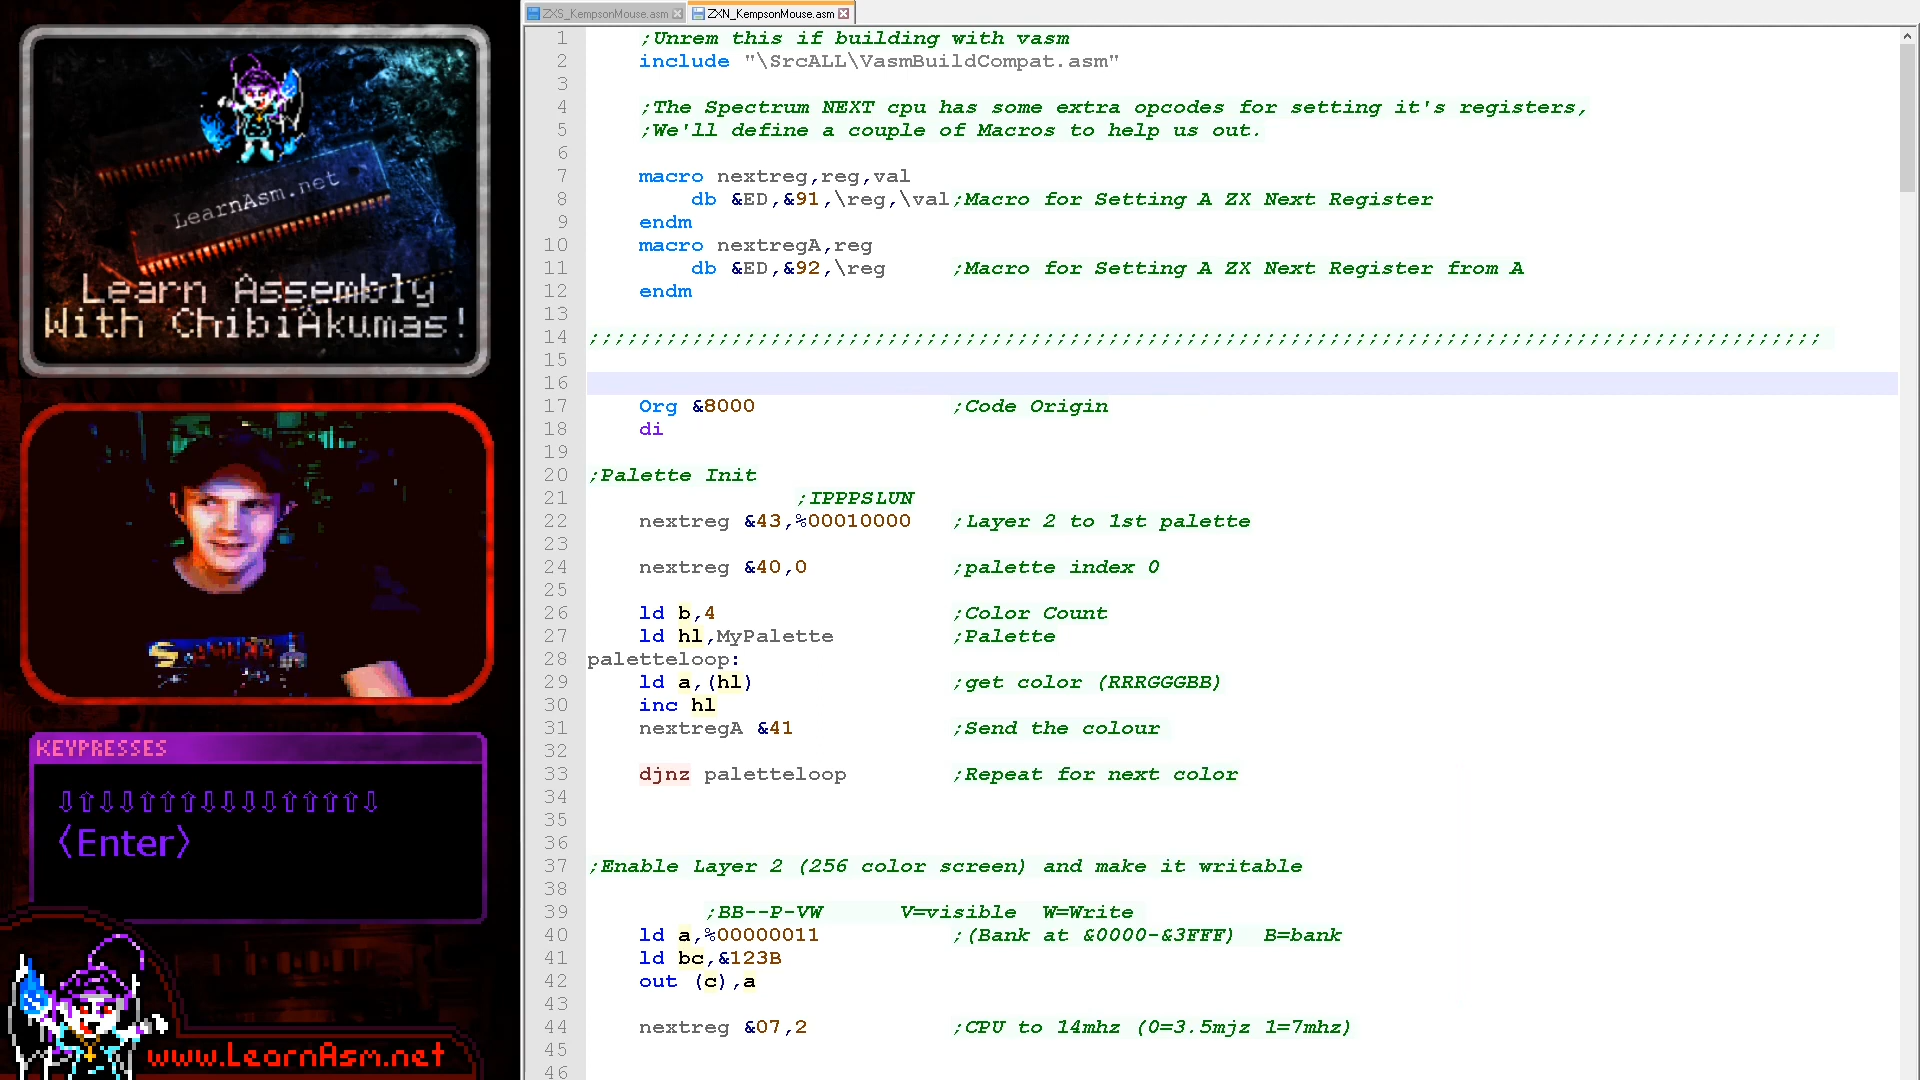 LearnAsm.net
Learn Assembly
With ChibiAkumas!
KEYPRESSES
⇩⇧⇩⇩⇧⇧⇧⇩⇩⇩⇩⇧⇧⇧⇧⇩
〈Enter〉
www.LearnAsm.net
ZXS_KempsonMouse.asm
ZXN_KempsonMouse.asm
1 ;Unrem this if building with vasm
2 include "\SrcALL\VasmBuildCompat.asm"
3
4 ;The Spectrum NEXT cpu has some extra opcodes for setting it's registers,
5 ;We'll define a couple of Macros to help us out.
6
7 macro nextreg,reg,val
8 db &ED,&91,\reg,\val;Macro for Setting A ZX Next Register
9 endm
10 macro nextregA,reg
11 db &ED,&92,\reg ;Macro for Setting A ZX Next Register from A
12 endm
13
14 ;;;;;;;;;;;;;;;;;;;;;;;;;;;;;;;;;;;;;;;;;;;;;;;;;;;;;;;;;;;;;;;;;;;;;;;;;;;;;;;;;;;;;;;;;;;;;;;
15
16
17 Org &8000 ;Code Origin
18 di
19
20 ;Palette Init
21 ;IPPPSLUN
22 nextreg &43,%00010000 ;Layer 2 to 1st palette
23
24 nextreg &40,0 ;palette index 0
25
26 ld b,4 ;Color Count
27 ld hl,MyPalette ;Palette
28 paletteloop:
29 ld a,(hl) ;get color (RRRGGGBB)
30 inc hl
31 nextregA &41 ;Send the colour
32
33 djnz paletteloop ;Repeat for next color
34
35
36
37 ;Enable Layer 2 (256 color screen) and make it writable
38
39 ;BB--P-VW V=visible W=Write
40 ld a,%00000011 ;(Bank at &0000-&3FFF) B=bank
41 ld bc,&123B
42 out (c),a
43
44 nextreg &07,2 ;CPU to 14mhz (0=3.5mjz 1=7mhz)
45
46